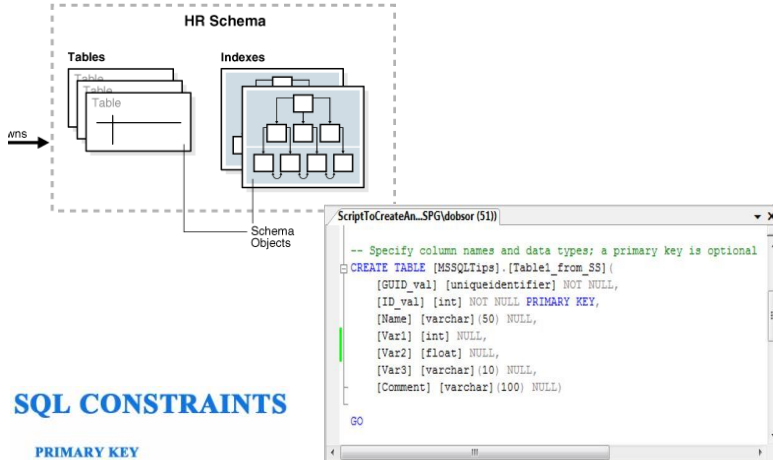 HR Schema
Tables
Indexes
Table
Table
Table
wns
Schema
Objects
ScriptToCreateAn...SPG\dobsor (51))
-- Specify column names and data types; a primary key is optional
CREATE TABLE [MSSQLTips].[Table1_from_SS](
[GUID_val] [uniqueidentifier] NOT NULL,
[ID_val] [int] NOT NULL PRIMARY KEY,
[Name] [varchar](50) NULL,
[Var1] [int] NULL,
[Var2] [float] NULL,
[Var3] [varchar](10) NULL,
[Comment] [varchar](100) NULL)
GO
SQL CONSTRAINTS
PRIMARY KEY